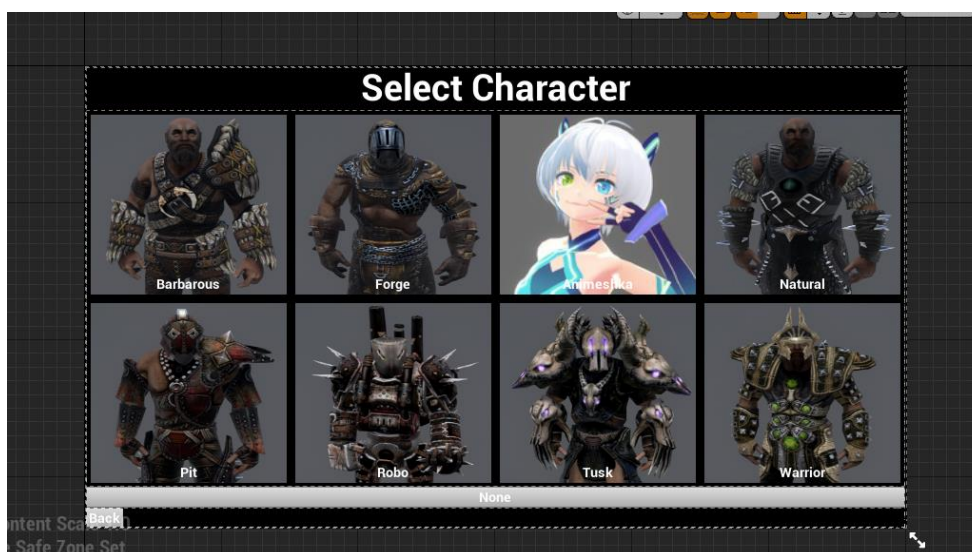 Select Character
Barbarous
Forge
Animeshka
Natural
Pit
Robo
Tusk
Warrior
None
Back
Safe Zone Set